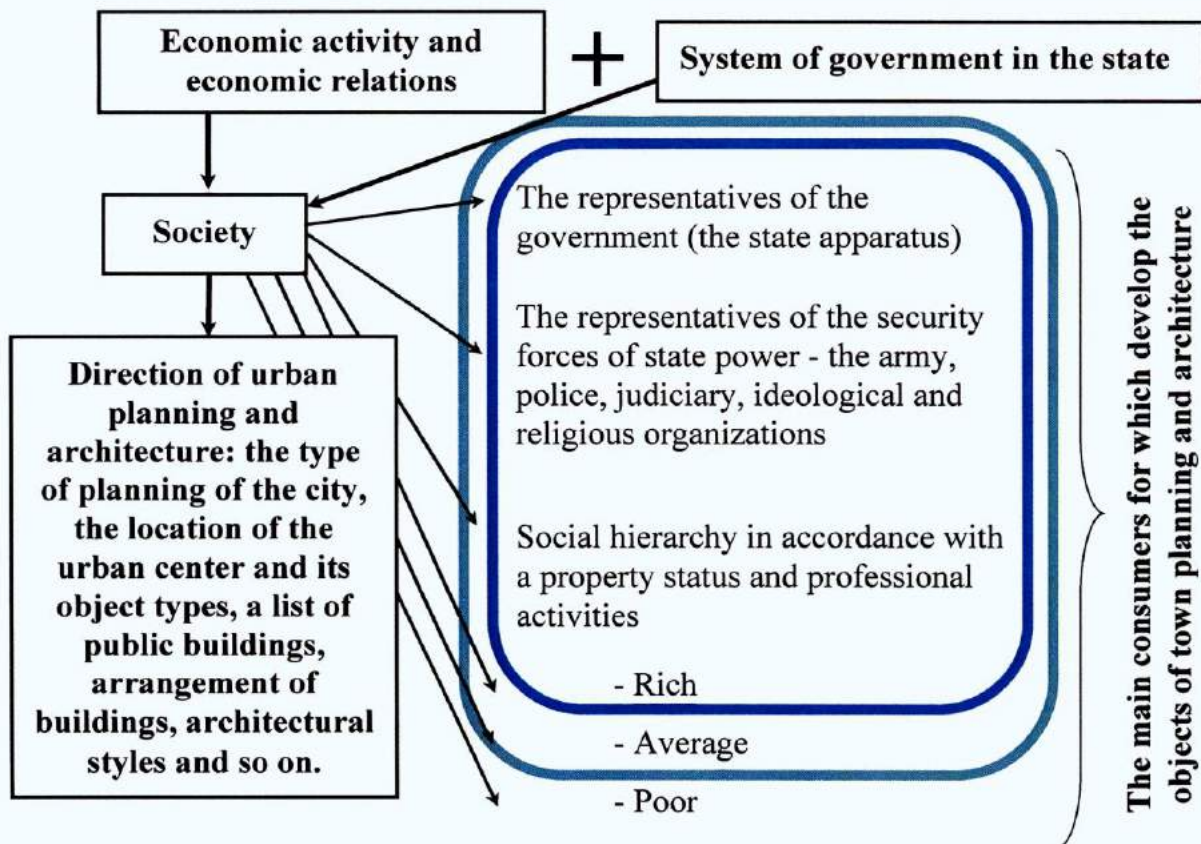 Economic activity and
economic relations
+
System of government in the state
Society
Direction of urban
planning and
architecture: the type
of planning of the city,
the location of the
urban center and its
object types, a list of
public buildings,
arrangement of
buildings, architectural
styles and so on.
The representatives of the
government (the state apparatus)
The representatives of the security
forces of state power - the army,
police, judiciary, ideological and
religious organizations
Social hierarchy in accordance with
a property status and professional
activities
- Rich
- Average
- Poor
The main consumers for which develop the
objects of town planning and architecture